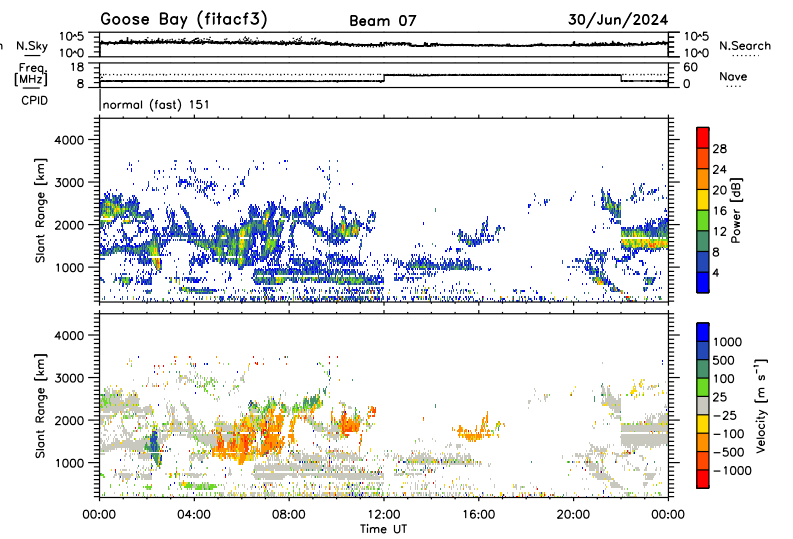 Goose Bay (fitacf3) Beam 07 30/Jun/2024
N.Sky 10^5 10^5 N.Search
10^0 10^0
Freq. 18 60 Nave
[MHz] 8 0
CPID normal (fast) 151
4000
3000
2000
1000
Slant Range [km]
28
24
20
16
12
8
4
Power [dB]
4000
3000
2000
1000
Slant Range [km]
1000
500
100
25
-25
-100
-500
-1000
Velocity [m s⁻¹]
00:00 04:00 08:00 12:00 16:00 20:00 00:00
Time UT